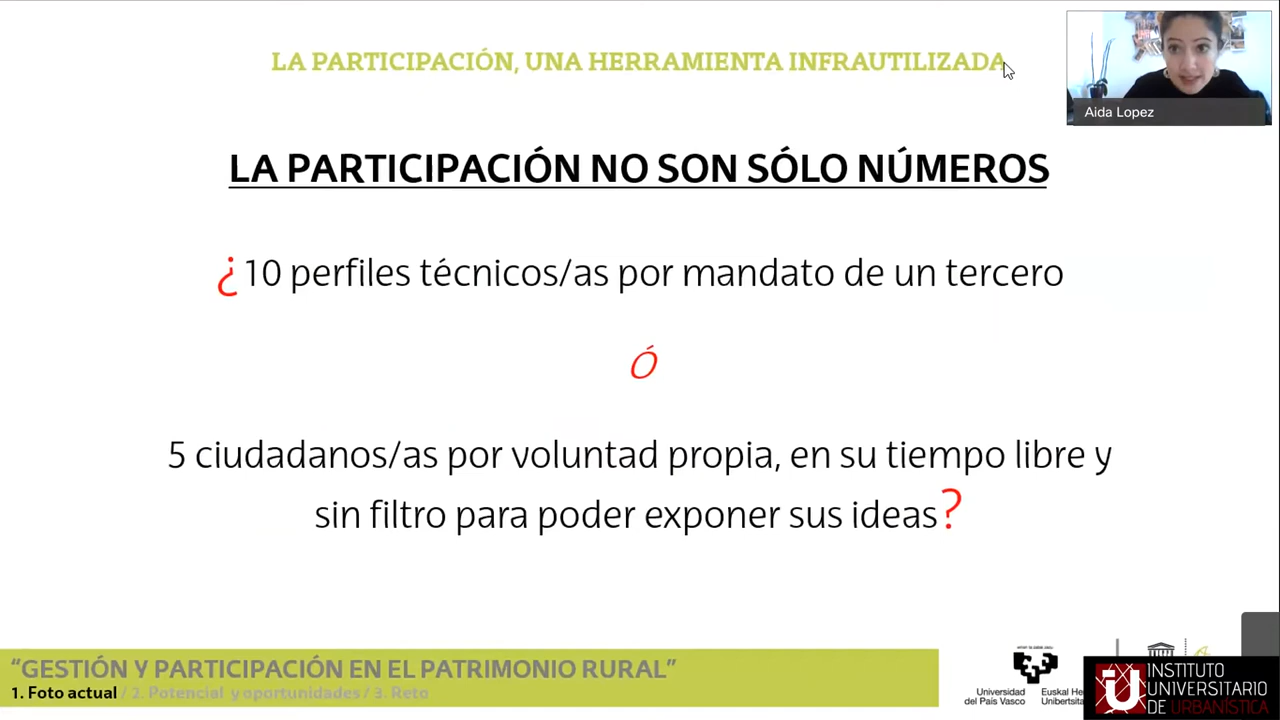 LA PARTICIPACIÓN, UNA HERRAMIENTA INFRAUTILIZADA
Aida Lopez
LA PARTICIPACIÓN NO SON SÓLO NÚMEROS
¿10 perfiles técnicos/as por mandato de un tercero
Ó
5 ciudadanos/as por voluntad propia, en su tiempo libre y
sin filtro para poder exponer sus ideas?
“GESTIÓN Y PARTICIPACIÓN EN EL PATRIMONIO RURAL”
1. Foto actual / 2. Potencial y oportunidades / 3. Reto
Universidad
del País Vasco
Euskal
INSTITUTO
UNIVERSITARIO
DE URBANÍSTICA